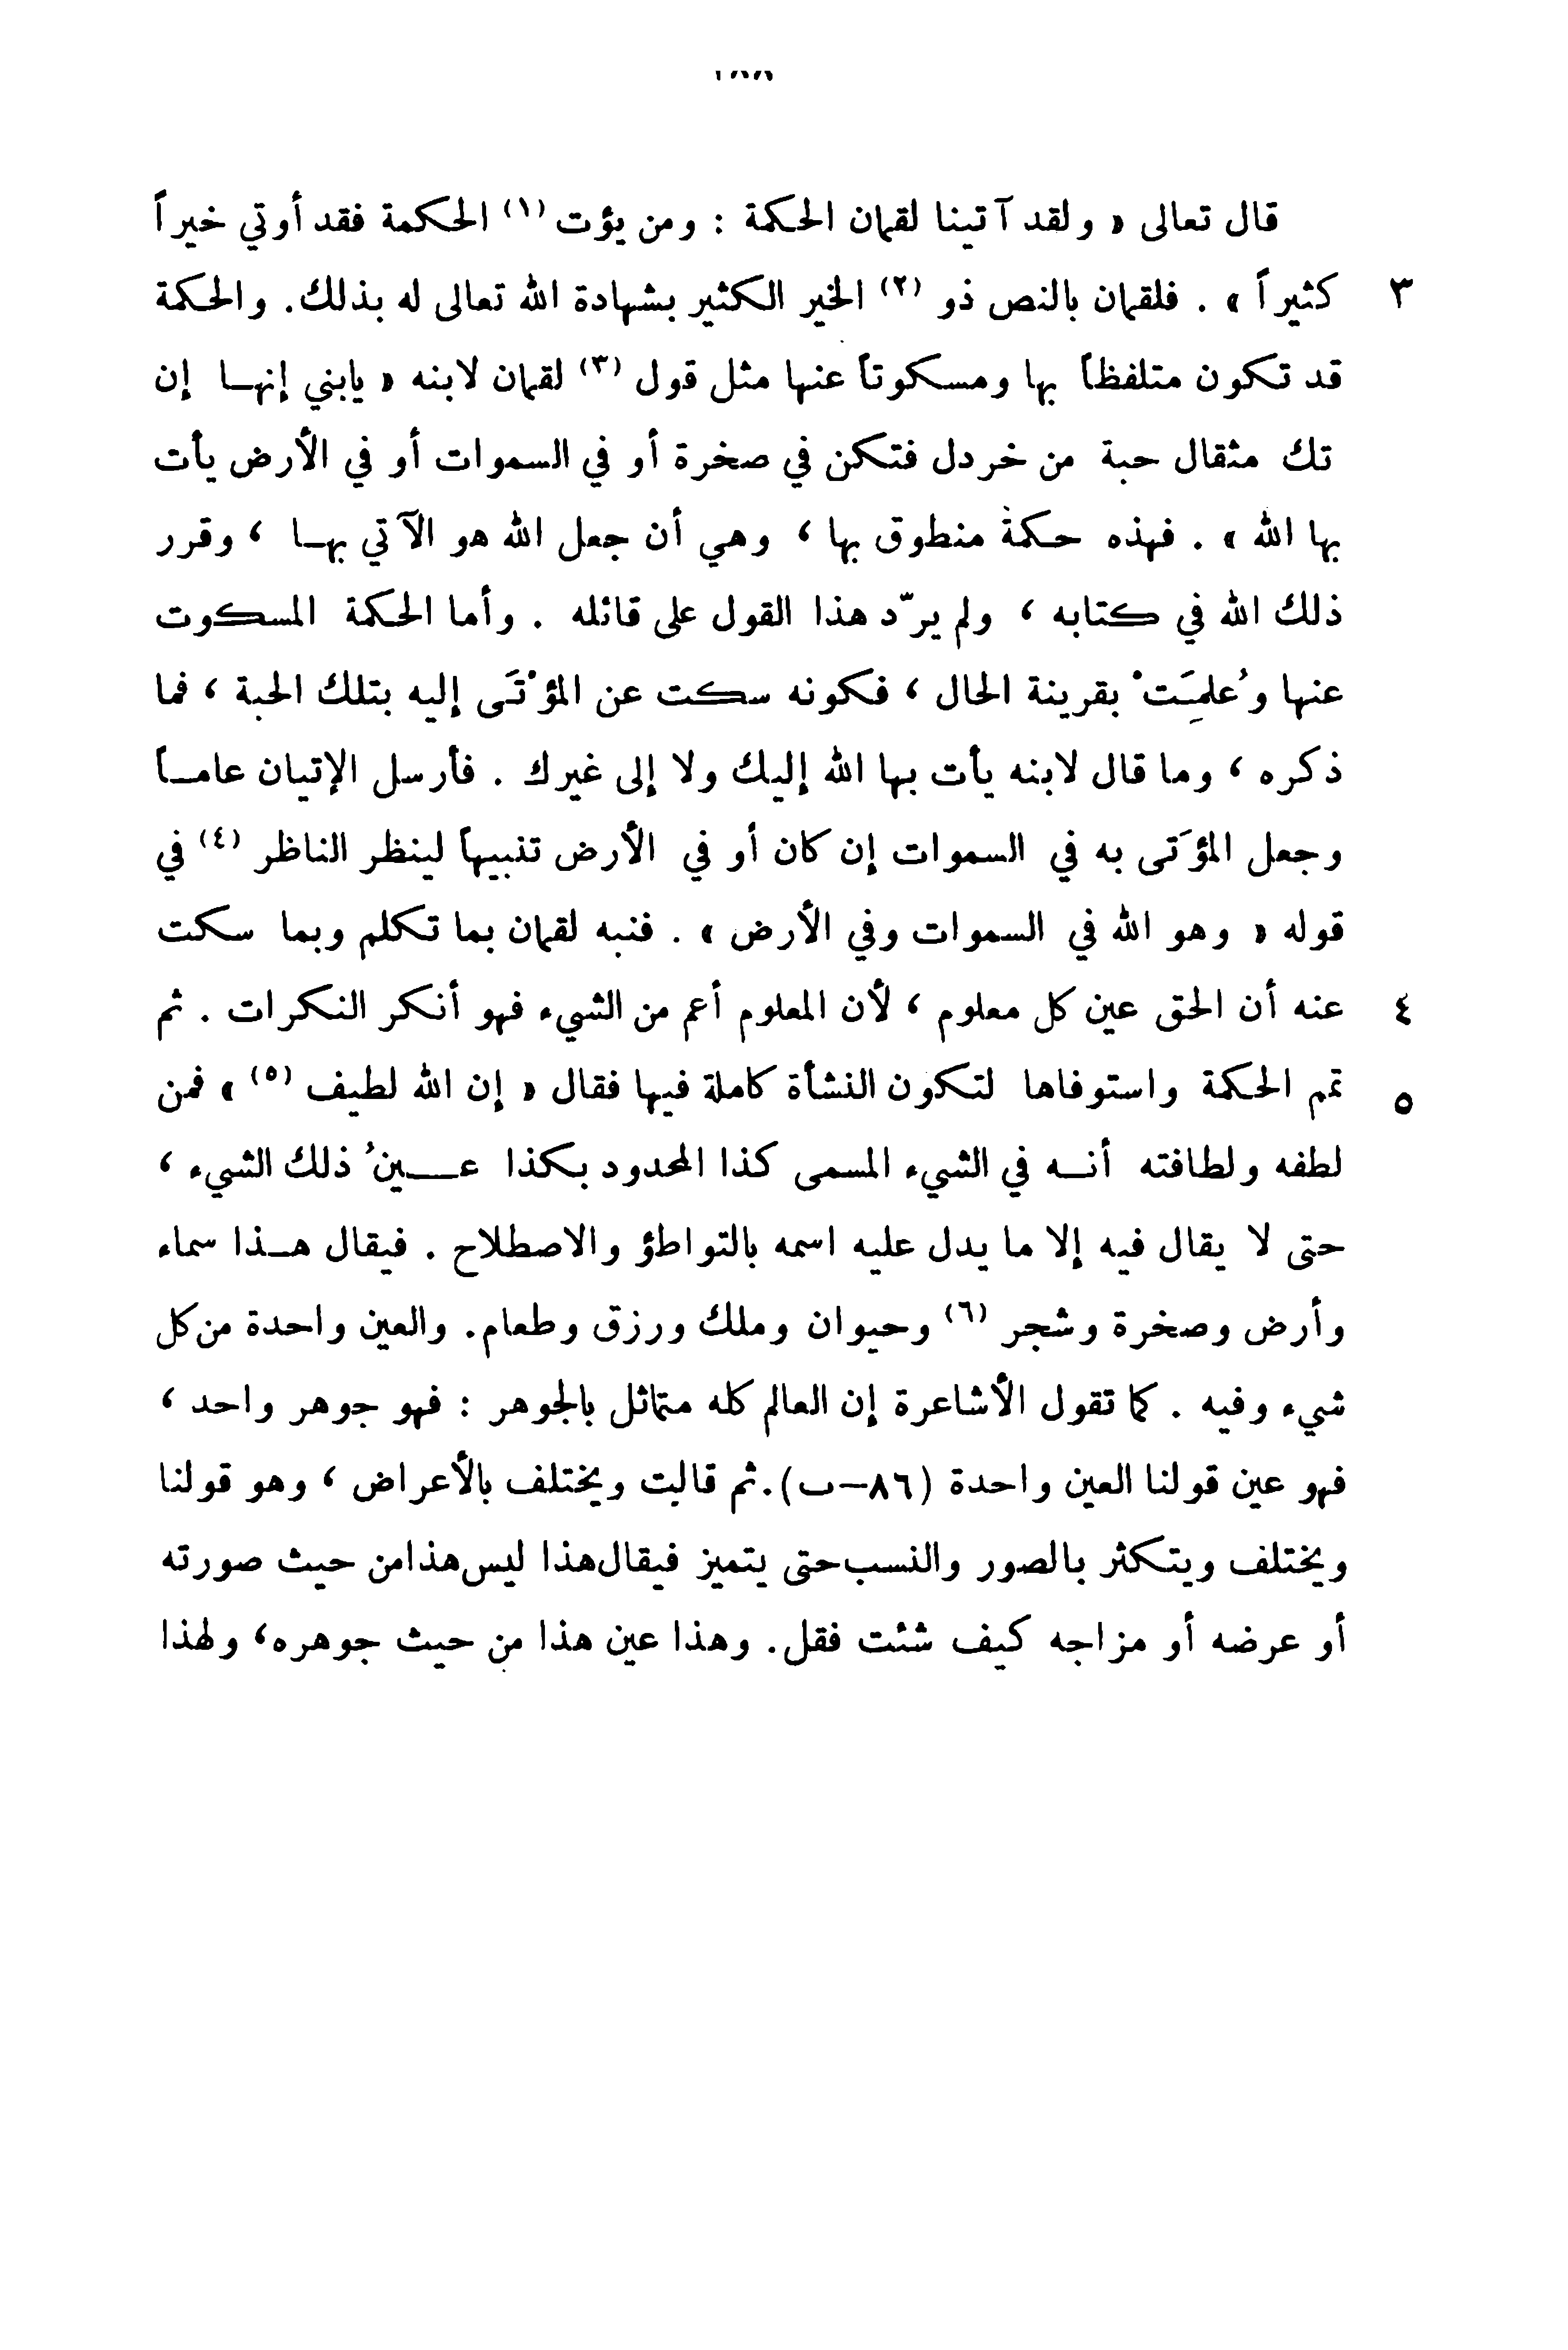 قال تعالى « ولقد آتينا لقمان الحكمة : ومن يؤت (١) الحكمة فقد أوتي خيراً
٣ كثيراً » . فلقمان بالنص ذو (٢) الخير الكثير بشهادة الله تعالى له بذلك. والحكمة
قد تكون متلفظاً بها ومسكوتاً عنها مثل قول (٣) لقمان لابنه « يابني إنهـا إن
تك مثقال حبة من خردل فتكن في صخرة أو في السموات أو في الأرض يأت
بها الله » . فهذه حكمة منطوق بها ، وهي أن جعل الله هو الآتي بهـا ، وقرر
ذلك الله في كتابه ، ولم يردّ هذا القول على قائله . وأما الحكمة المسكوت
عنها وعُلِمَتْ بقرينة الحال ، فكونه سكت عن المؤْتَى إليه بتلك الحبة ، فما
ذكره ، وما قال لابنه يأت بها الله إليك ولا إلى غيرك . فأرسل الإتيان عامـاً
وجعل المؤتَى به في السموات إن كان أو في الأرض تنبيهاً لينظر الناظر (٤) في
قوله « وهو الله في السموات وفي الأرض » . فنبه لقمان بما تكلم وبما سكت
٤ عنه أن الحق عين كل معلوم ، لأن المعلوم أعم من الشيء فهو أنكر النكرات . ثم
٥ تمم الحكمة واستوفاها لتكون النشأة كاملة فيها فقال « إن الله لطيف (٥) » فمن
لطفه ولطافته أنـه في الشيء المسمى كذا المحدود بكذا عـــينُ ذلك الشيء ،
حتى لا يقال فيه إلا ما يدل عليه اسمه بالتواطؤ والاصطلاح . فيقال هـذا سماء
وأرض وصخرة وشجر (٦) وحيوان وملك ورزق وطعام. والعين واحدة من كل
شيء وفيه . كما تقول الأشاعرة إن العالم كله متماثل بالجوهر : فهو جوهر واحد ،
فهو عين قولنا العين واحدة (٨٦-ب). ثم قالت ويختلف بالأعراض ، وهو قولنا
ويختلف ويتكثر بالصور والنسب حتى يتميز فيقال هذا ليس هذا من حيث صورته
أو عرضه أو مزاجه كيف شئت فقل. وهذا عين هذا من حيث جوهره، ولهذا